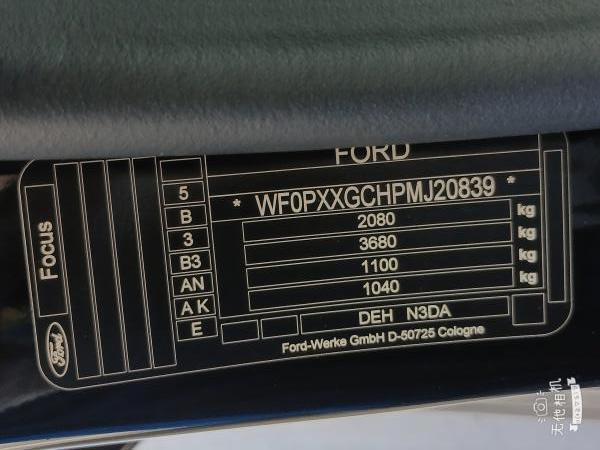 FORD
* WF0PXXGCHPMJ20839 *
2080 kg
3680 kg
1100 kg
1040 kg
5
B
3
B3
AN
A K
E
DEH N3DA
Ford-Werke GmbH D-50725 Cologne
Focus
Ford
无他相机